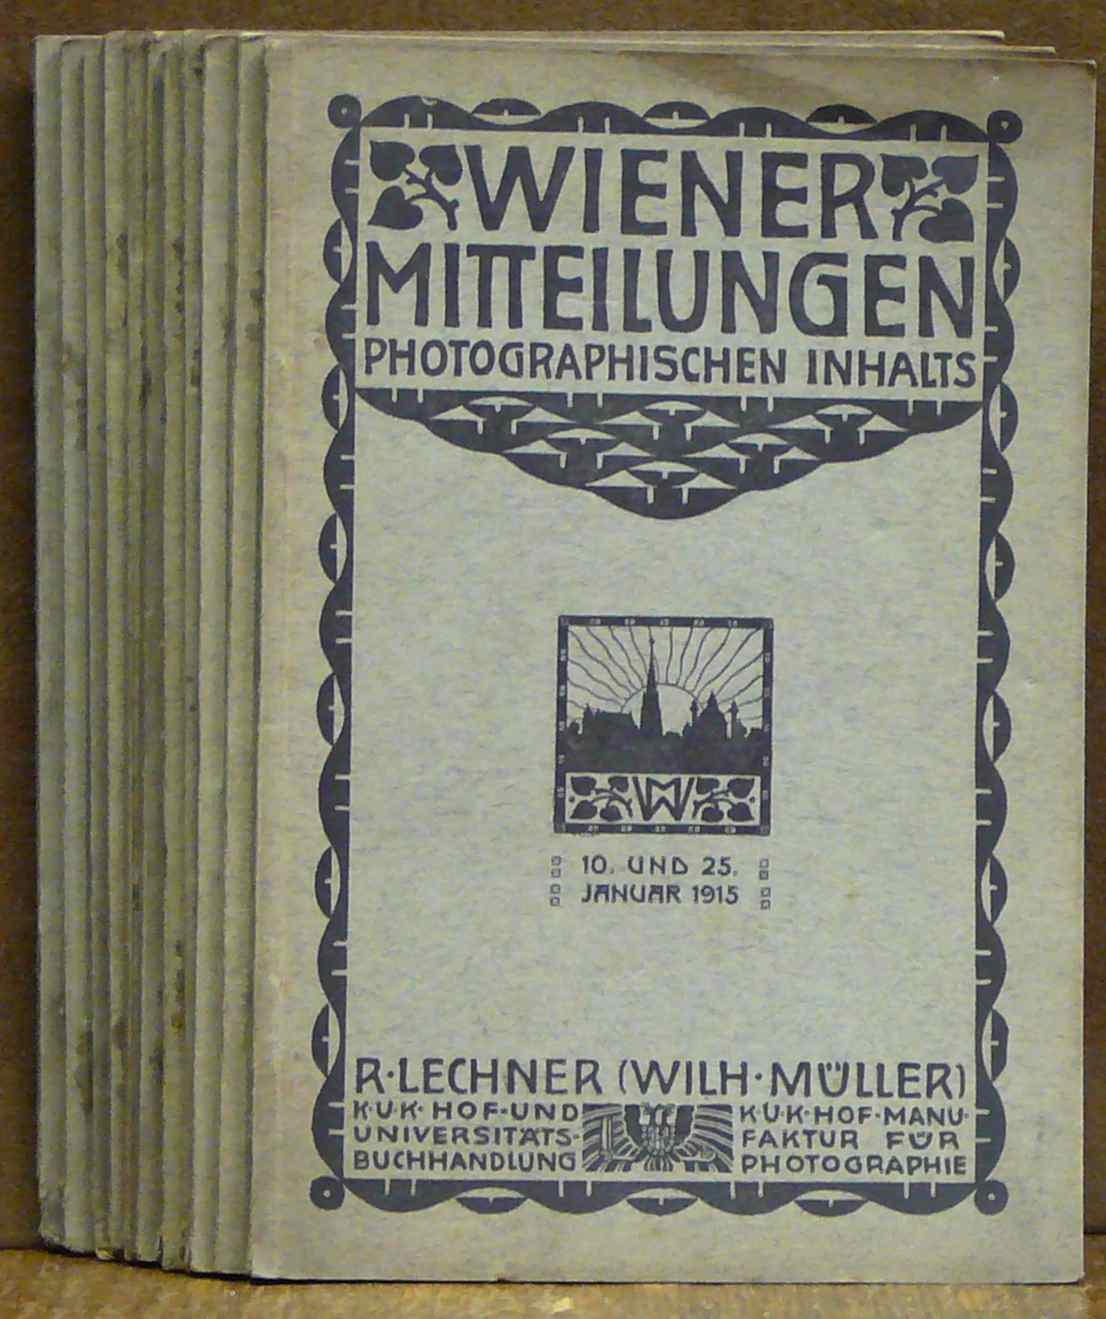 WIENER
MITTEILUNGEN
PHOTOGRAPHISCHEN INHALTS
WM
10. UND 25.
JANUAR 1915
R·LECHNER (WILH·MÜLLER)
K·U·K· HOF-UND
UNIVERSITÄTS-
BUCHHANDLUNG
K·U·K·HOF-MANU-
FAKTUR FÜR
PHOTOGRAPHIE